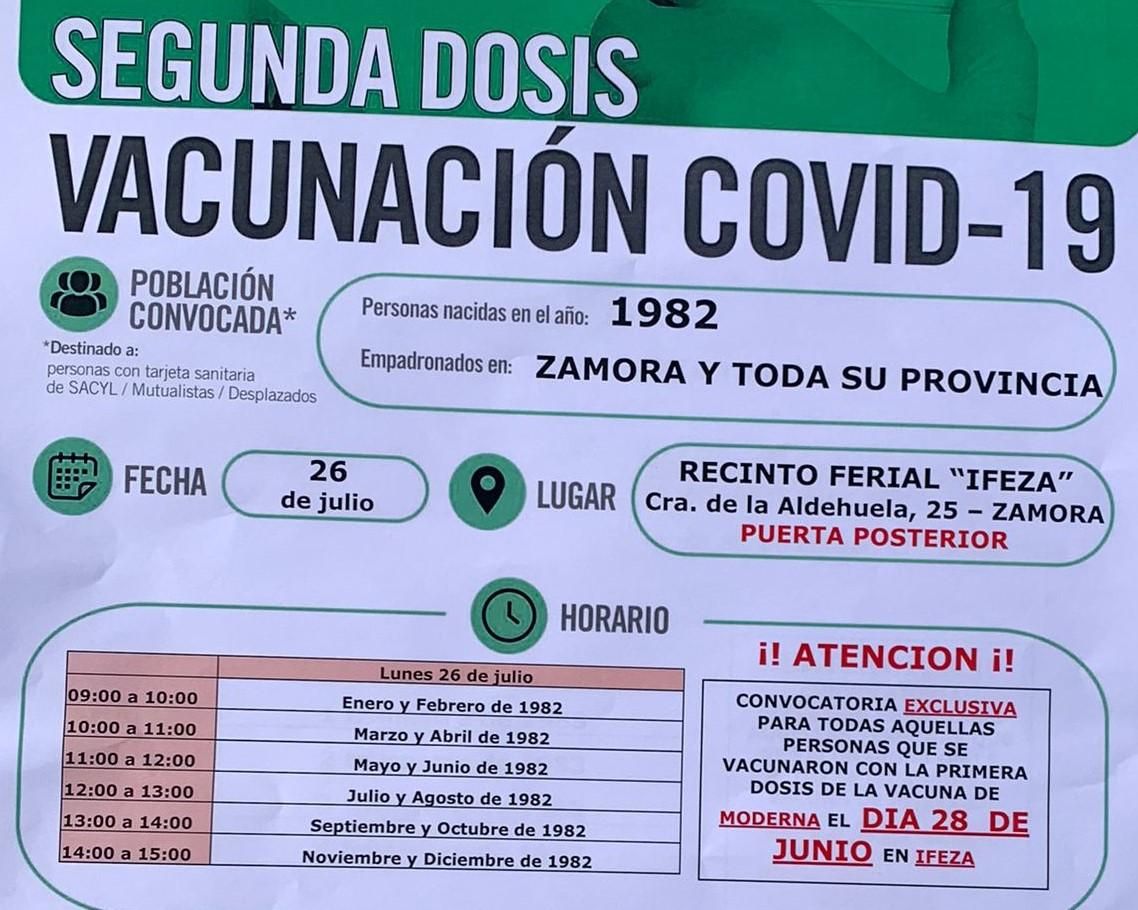 SEGUNDA DOSIS
VACUNACIÓN COVID-19
POBLACIÓN
CONVOCADA*
*Destinado a:
personas con tarjeta sanitaria
de SACYL / Mutualistas / Desplazados
Personas nacidas en el año: 1982
Empadronados en: ZAMORA Y TODA SU PROVINCIA
FECHA
26
de julio
LUGAR
RECINTO FERIAL “IFEZA”
Cra. de la Aldehuela, 25 – ZAMORA
PUERTA POSTERIOR
HORARIO
Lunes 26 de julio
09:00 a 10:00 Enero y Febrero de 1982
10:00 a 11:00 Marzo y Abril de 1982
11:00 a 12:00 Mayo y Junio de 1982
12:00 a 13:00 Julio y Agosto de 1982
13:00 a 14:00 Septiembre y Octubre de 1982
14:00 a 15:00 Noviembre y Diciembre de 1982
¡! ATENCION ¡!
CONVOCATORIA EXCLUSIVA
PARA TODAS AQUELLAS
PERSONAS QUE SE
VACUNARON CON LA PRIMERA
DOSIS DE LA VACUNA DE
MODERNA EL DIA 28 DE
JUNIO EN IFEZA